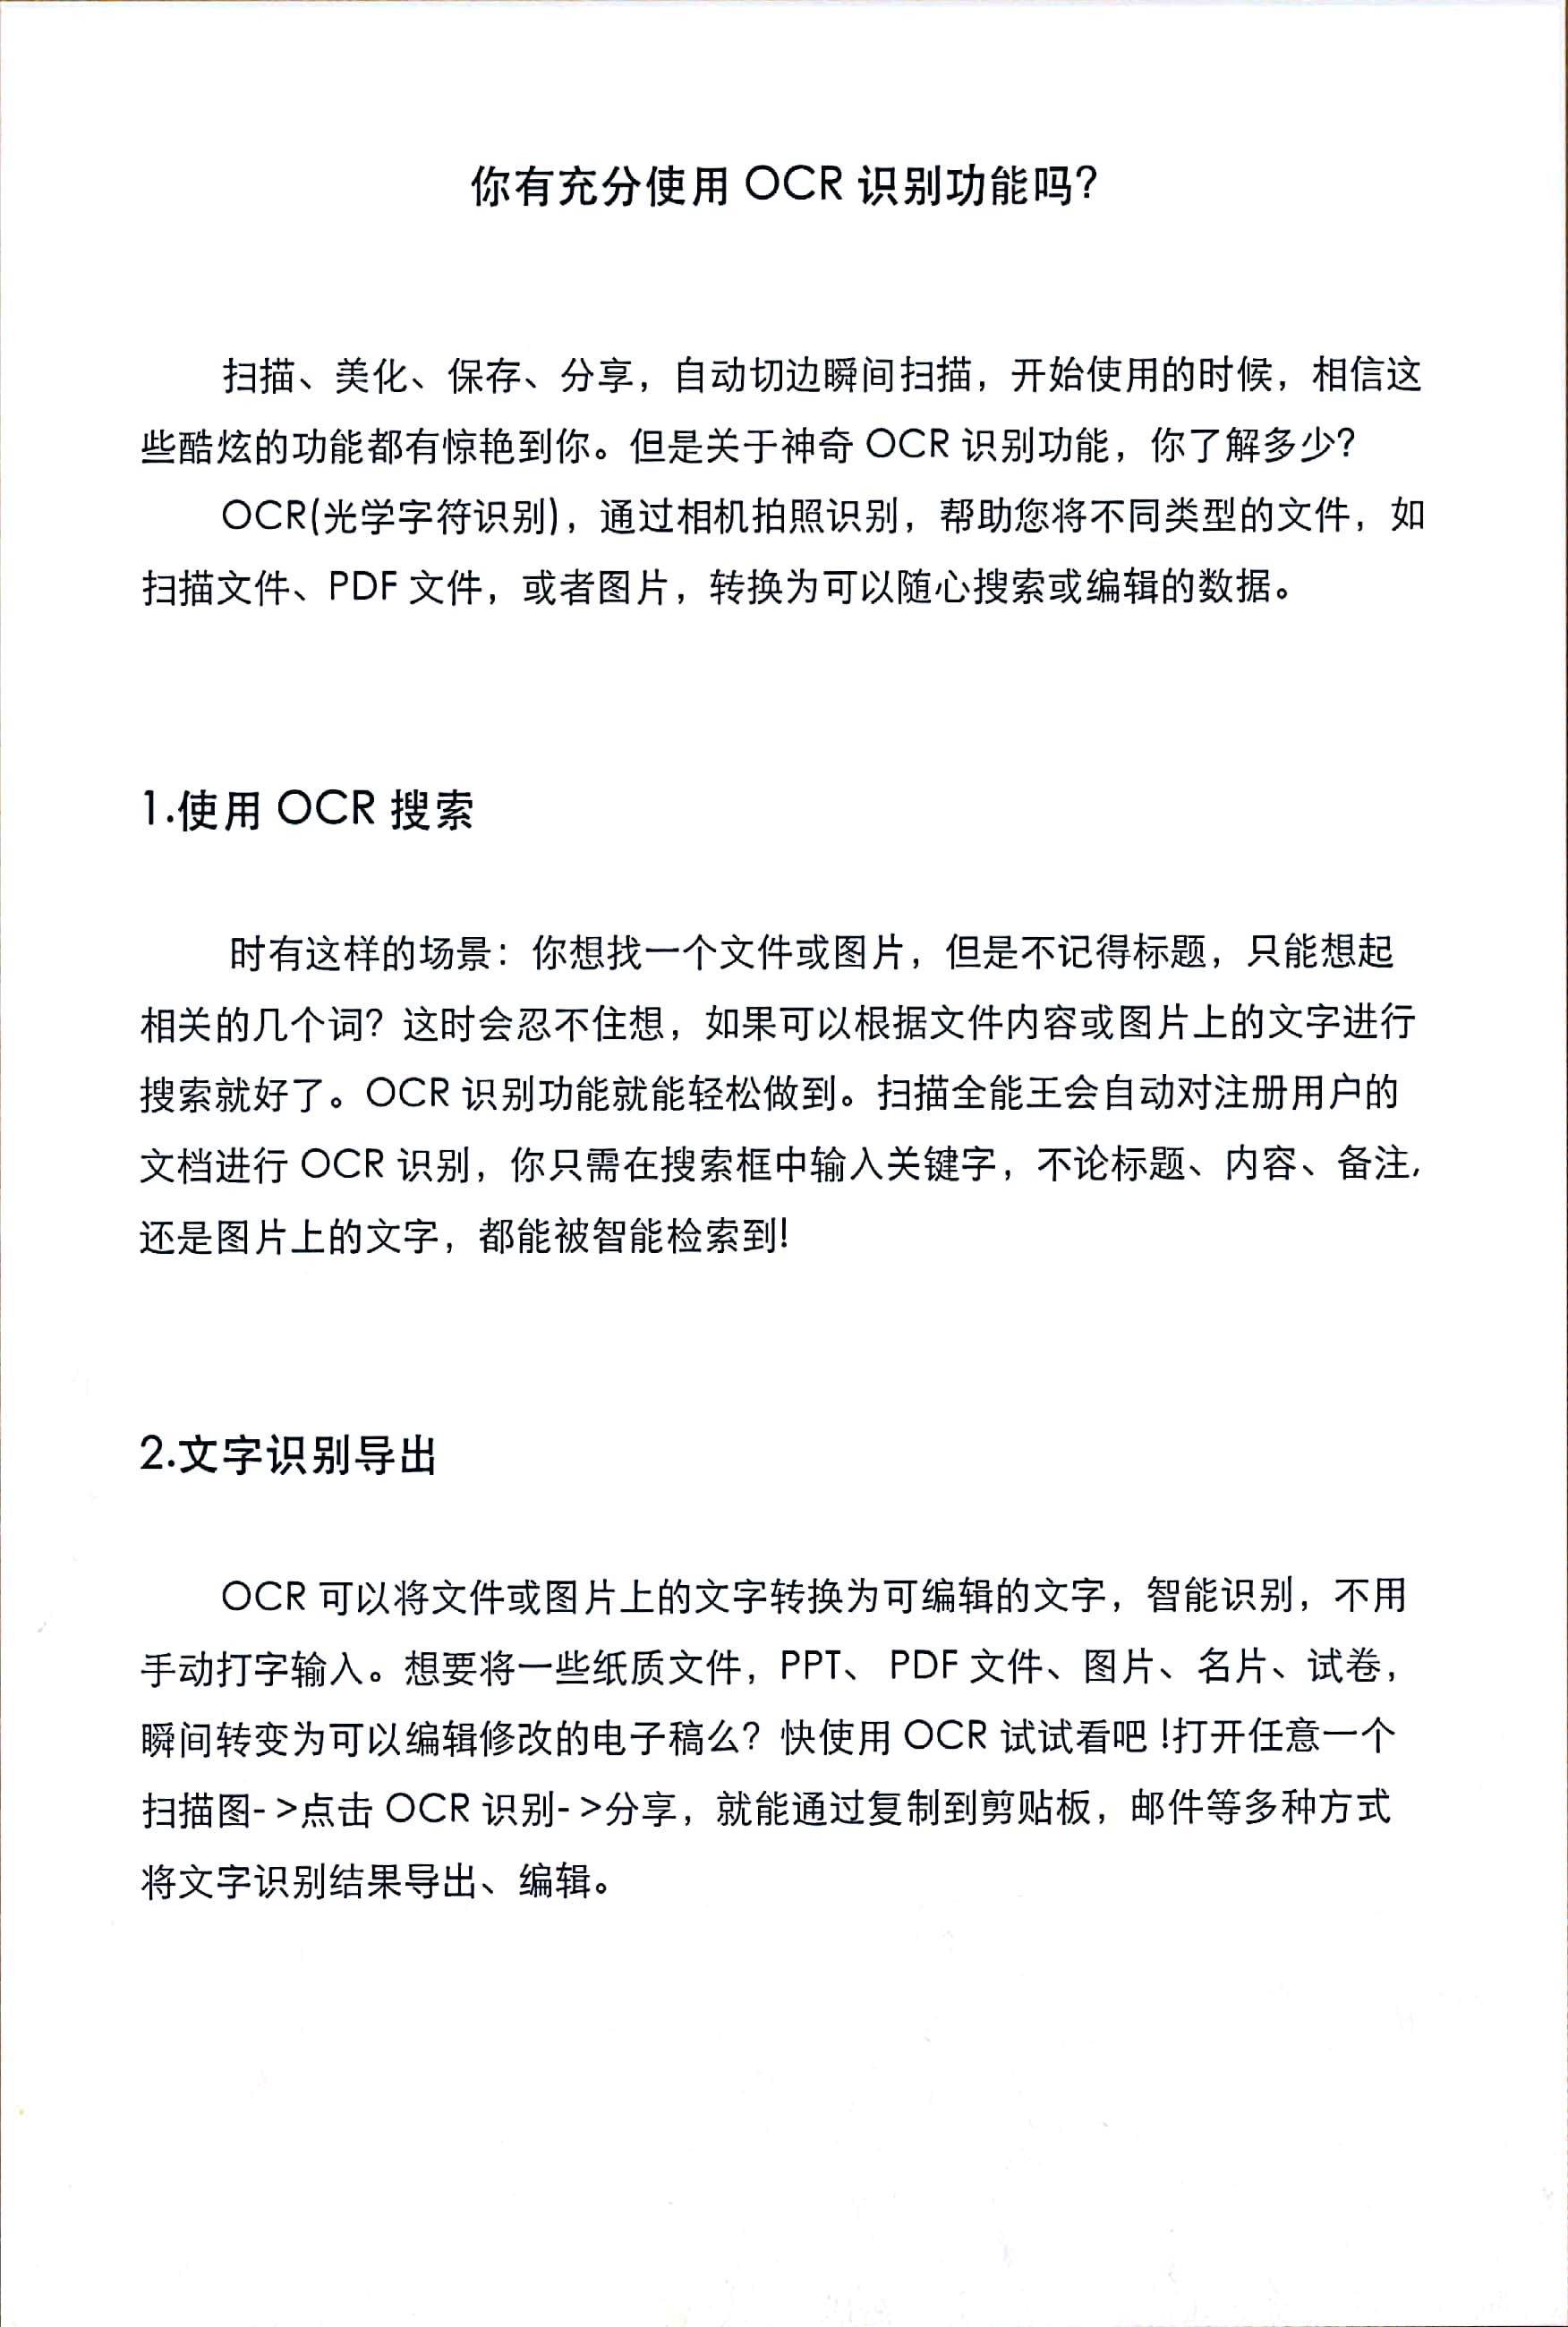 你有充分使用 OCR 识别功能吗?
扫描、美化、保存、分享，自动切边瞬间扫描，开始使用的时候，相信这
些酷炫的功能都有惊艳到你。但是关于神奇 OCR 识别功能，你了解多少?
OCR(光学字符识别)，通过相机拍照识别，帮助您将不同类型的文件，如
扫描文件、PDF 文件，或者图片，转换为可以随心搜索或编辑的数据。
1.使用 OCR 搜索
时有这样的场景：你想找一个文件或图片，但是不记得标题，只能想起
相关的几个词? 这时会忍不住想，如果可以根据文件内容或图片上的文字进行
搜索就好了。OCR 识别功能就能轻松做到。扫描全能王会自动对注册用户的
文档进行 OCR 识别，你只需在搜索框中输入关键字，不论标题、内容、备注,
还是图片上的文字，都能被智能检索到!
2.文字识别导出
OCR 可以将文件或图片上的文字转换为可编辑的文字，智能识别，不用
手动打字输入。想要将一些纸质文件，PPT、 PDF 文件、图片、名片、试卷，
瞬间转变为可以编辑修改的电子稿么? 快使用 OCR 试试看吧 !打开任意一个
扫描图- >点击 OCR 识别- >分享，就能通过复制到剪贴板，邮件等多种方式
将文字识别结果导出、编辑。